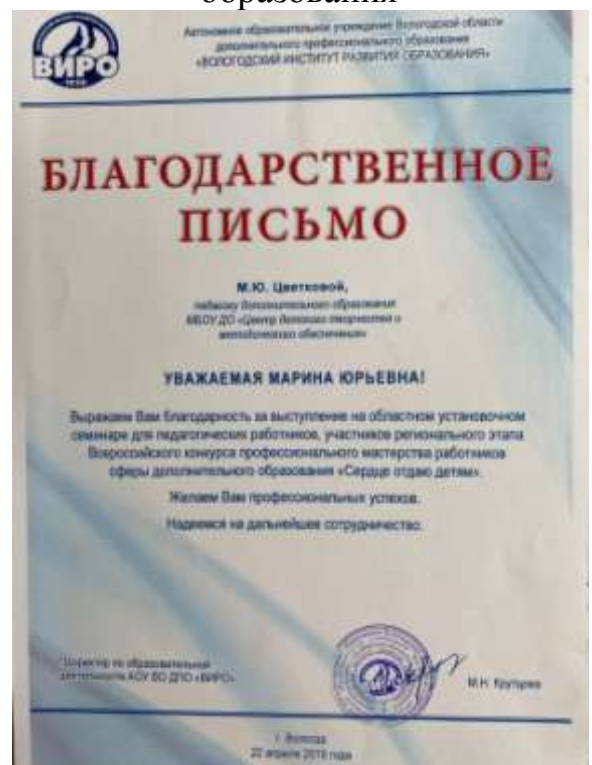 образования
Автономное образовательное учреждение Вологодской области
дополнительного профессионального образования
«ВОЛОГОДСКИЙ ИНСТИТУТ РАЗВИТИЯ ОБРАЗОВАНИЯ»
ВИРО
БЛАГОДАРСТВЕННОЕ
ПИСЬМО
М.Ю. Цветковой,
педагогу дополнительного образования
МБОУ ДО «Центр детского творчества и
методического обеспечения»
УВАЖАЕМАЯ МАРИНА ЮРЬЕВНА!
Выражаем Вам благодарность за выступление на областном установочном
семинаре для педагогических работников, участников регионального этапа
Всероссийского конкурса профессионального мастерства работников
сферы дополнительного образования «Сердце отдаю детям».
Желаем Вам профессиональных успехов.
Надеемся на дальнейшее сотрудничество.
по образовательной
деятельности АОУ ВО ДПО «ВИРО»
М.Н. Крутцова
г. Вологда
22 апреля 2019 года